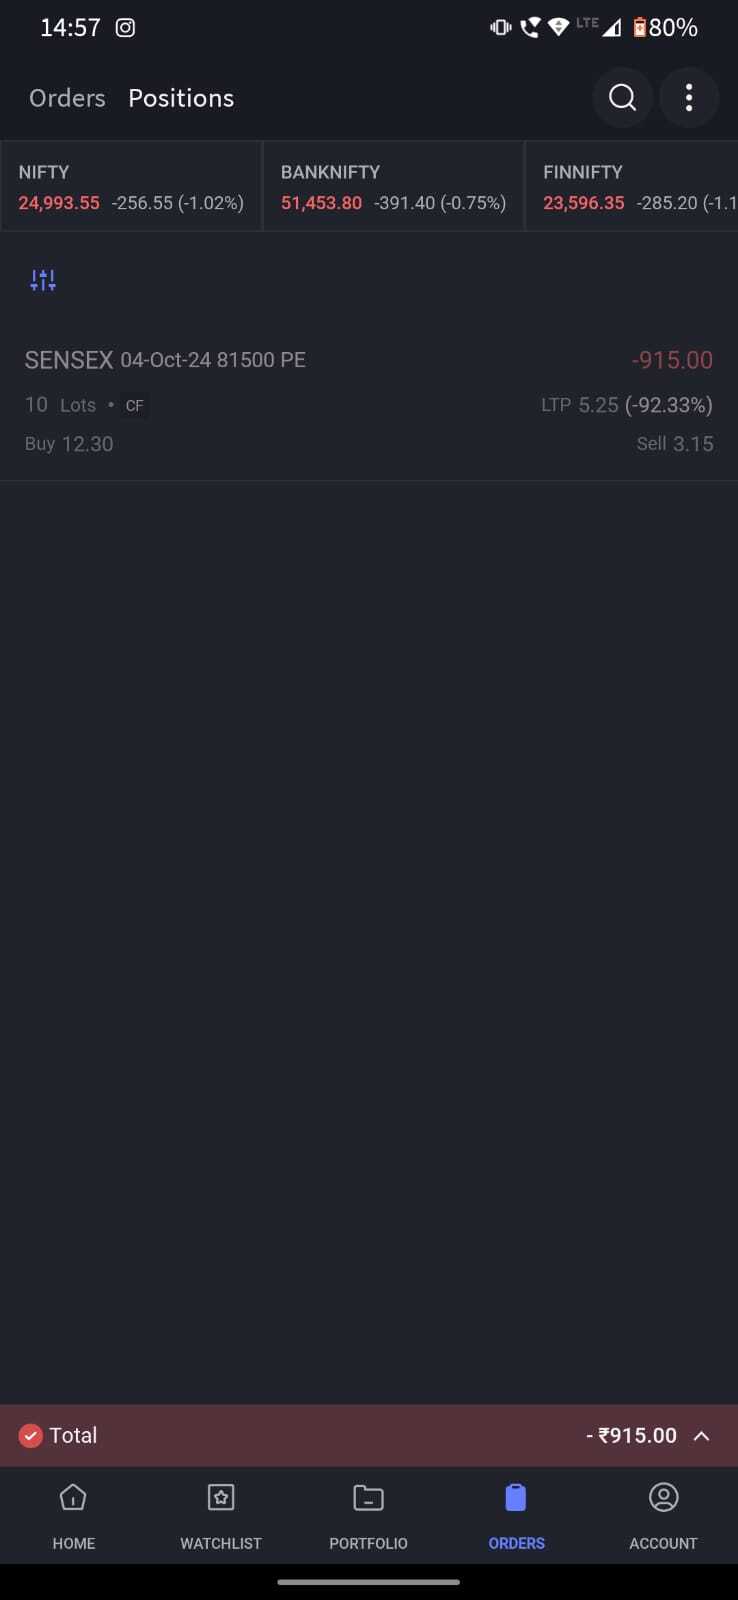 14:57 LTE 80%
Orders Positions
NIFTY BANKNIFTY FINNIFTY
24,993.55 -256.55 (-1.02%) 51,453.80 -391.40 (-0.75%) 23,596.35 -285.20 (-1.1
SENSEX 04-Oct-24 81500 PE -915.00
10 Lots • CF LTP 5.25 (-92.33%)
Buy 12.30 Sell 3.15
Total - ₹915.00
HOME WATCHLIST PORTFOLIO ORDERS ACCOUNT